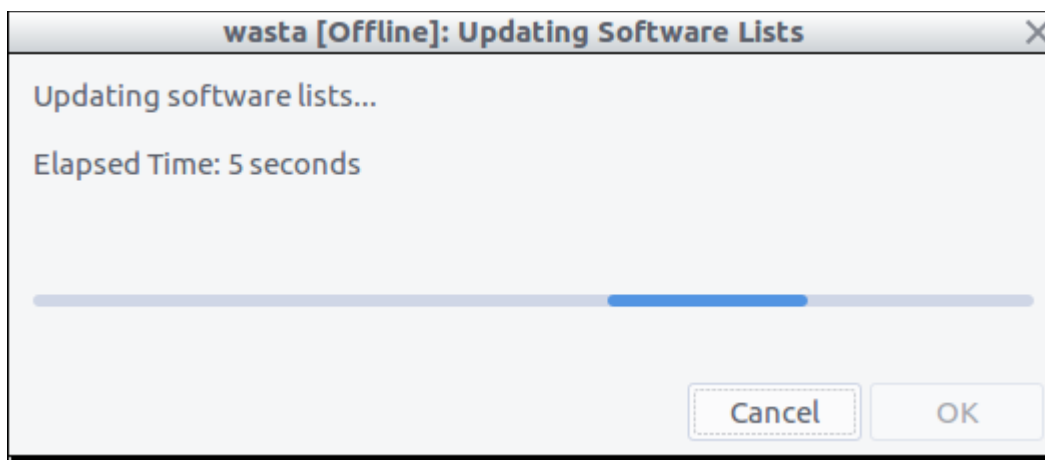 wasta [Offline]: Updating Software Lists
Updating software lists...
Elapsed Time: 5 seconds
Cancel
OK